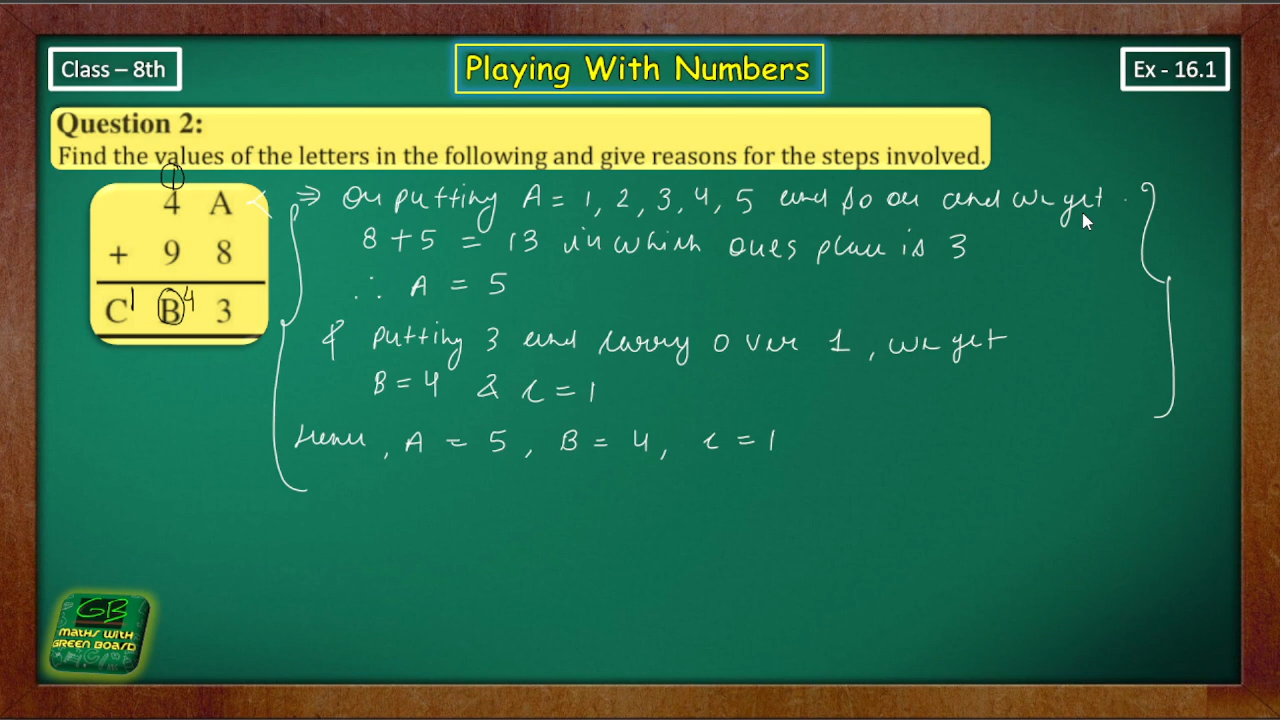 Class – 8th
Playing With Numbers
Ex - 16.1
Question 2:
Find the values of the letters in the following and give reasons for the steps involved.
1
4 A
+ 9 8
C 1 B 4 3
⇒ On putting A = 1, 2, 3, 4, 5 and so on and we get
8 + 5 = 13 in which ones place is 3
∴ A = 5
& putting 3 and carry over 1, we get
B = 4 & c = 1
Hence, A = 5, B = 4, c = 1
GB
MATHS WITH
GREEN BOARD